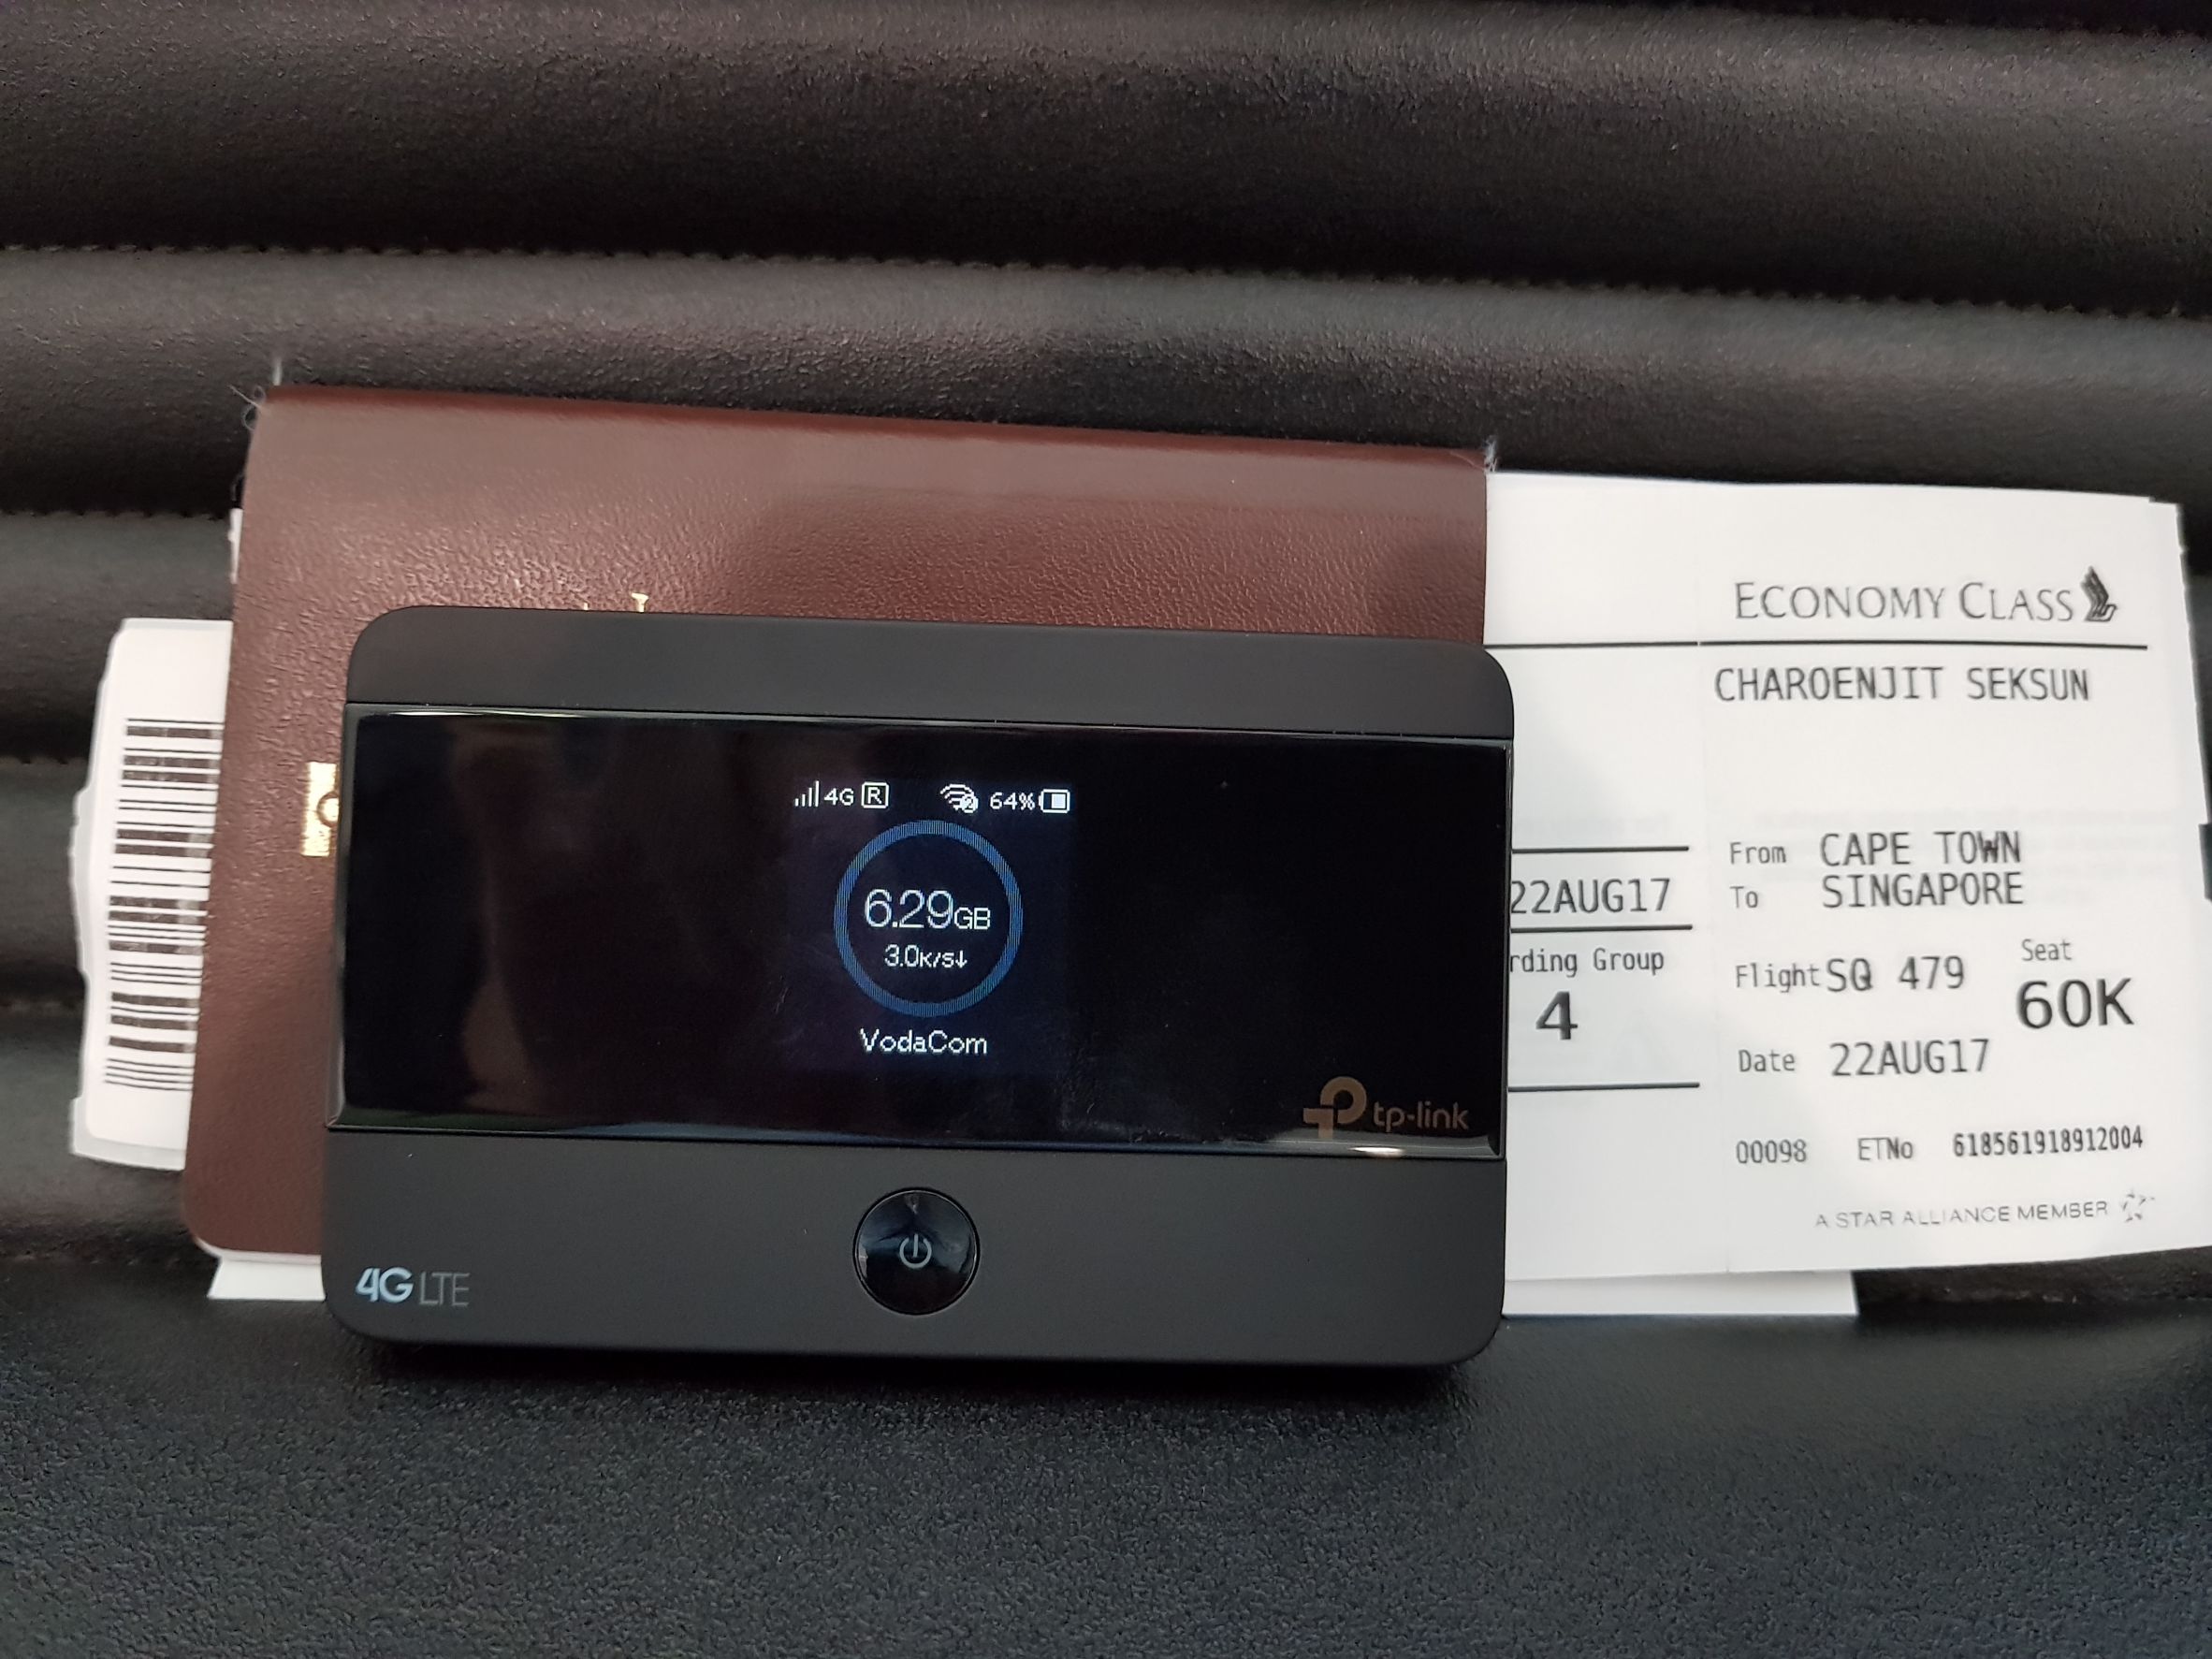 4G R 64%
6.29GB
3.0K/S↓
VodaCom
tp-link
4G LTE
22AUG17
Group
4
ECONOMY CLASS
CHAROENJIT SEKSUN
From CAPE TOWN
To SINGAPORE
Flight SQ 479
Seat
60K
Date 22AUG17
00098 ETNo 618561918912004
A STAR ALLIANCE MEMBER